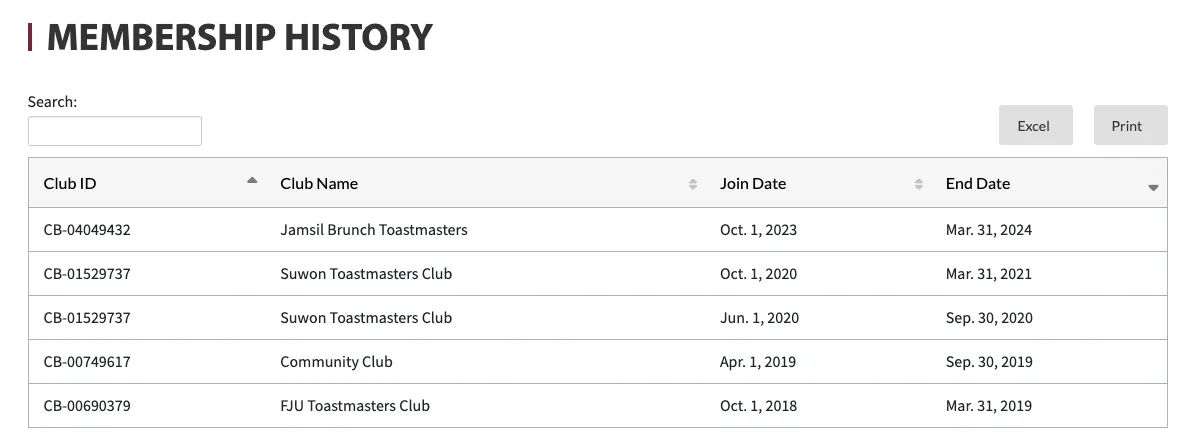 MEMBERSHIP HISTORY
Search:
Excel Print
Club ID Club Name Join Date End Date
CB-04049432 Jamsil Brunch Toastmasters Oct. 1, 2023 Mar. 31, 2024
CB-01529737 Suwon Toastmasters Club Oct. 1, 2020 Mar. 31, 2021
CB-01529737 Suwon Toastmasters Club Jun. 1, 2020 Sep. 30, 2020
CB-00749617 Community Club Apr. 1, 2019 Sep. 30, 2019
CB-00690379 FJU Toastmasters Club Oct. 1, 2018 Mar. 31, 2019